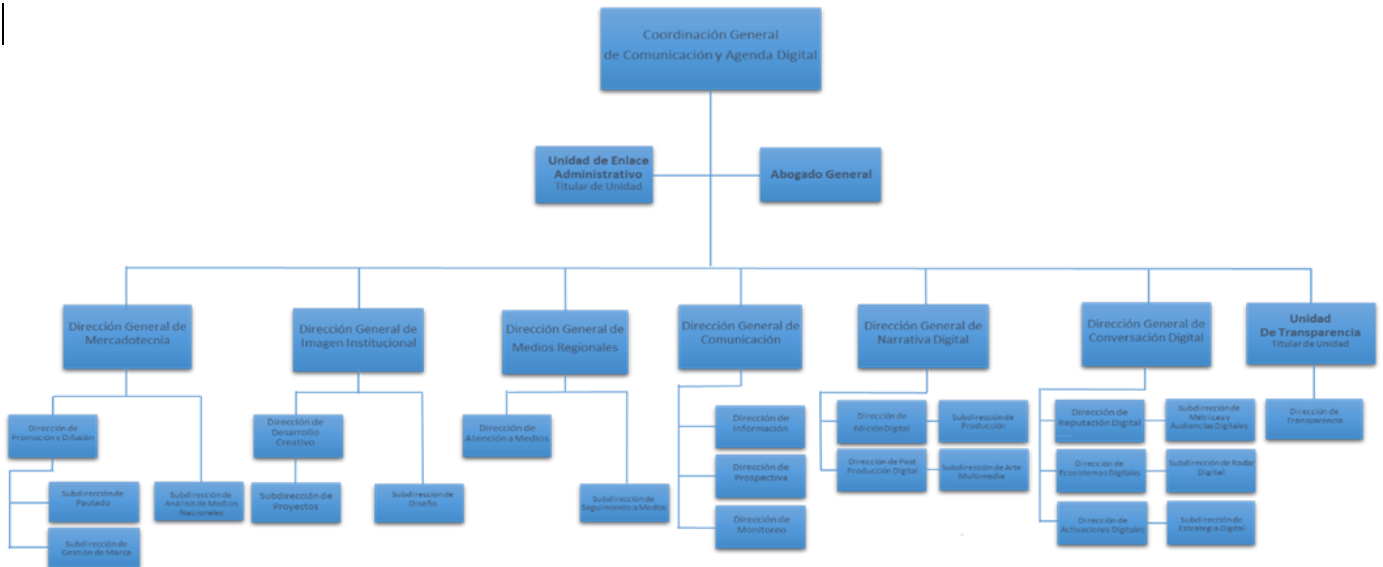 Coordinación General
de Comunicación y Agenda Digital
Unidad de Enlace
Administrativo
Titular de Unidad
Abogado General
Dirección General de
Mercadotecnia
Dirección General de
Imagen Institucional
Dirección General de
Medios Regionales
Dirección General de
Comunicación
Dirección General de
Narrativa Digital
Dirección General de
Conversación Digital
Unidad
De Transparencia
Titular de Unidad
Dirección de
Promoción y Difusión
Subdirección de
Pautado
Subdirección de
Gestión de Marca
Subdirección de
Análisis de Medios
Nacionales
Dirección de
Desarrollo
Creativo
Subdirección de
Proyectos
Subdirección de
Diseño
Dirección de
Atención a Medios
Subdirección de
Seguimiento a Medios
Dirección de
Información
Dirección de
Prospectiva
Dirección de
Monitoreo
Dirección de
Edición Digital
Subdirección de
Producción
Dirección de Post
Producción Digital
Subdirección de Arte
Multimedia
Dirección de
Reputación Digital
Subdirección de
Metricas y
Audiencias Digitales
Dirección de
Ecosistemas Digitales
Subdirección de Radar
Digital
Dirección de
Activaciones Digitales
Subdirección de
Estrategia Digital
Dirección de
Transparencia